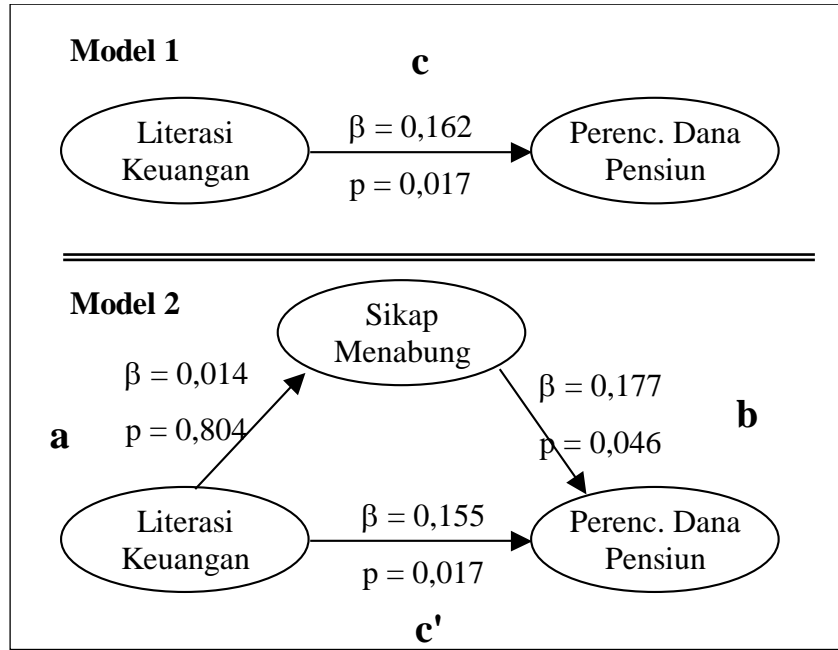 Model 1
c
Literasi
Keuangan
β = 0,162
p = 0,017
Perenc. Dana
Pensiun
Model 2
Sikap
Menabung
β = 0,014
p = 0,804
a
β = 0,177
p = 0,046
b
Literasi
Keuangan
β = 0,155
p = 0,017
Perenc. Dana
Pensiun
c'